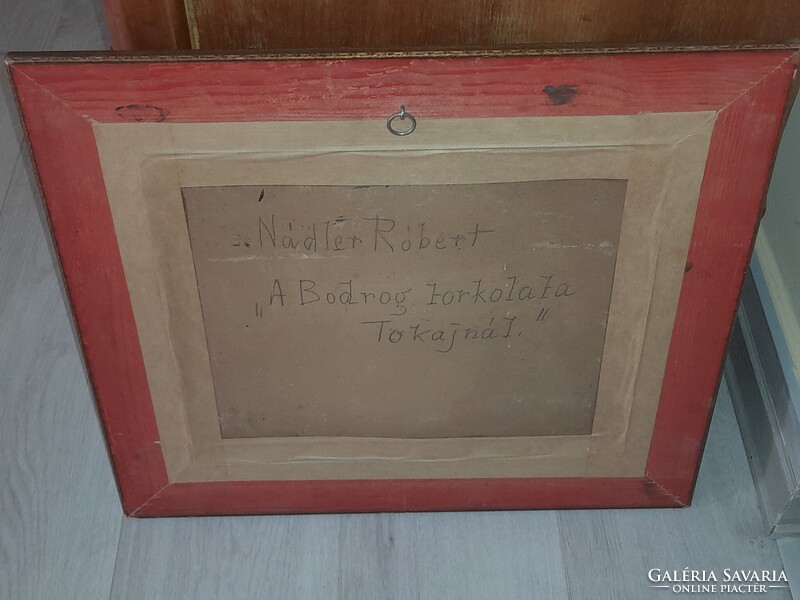 Nádler Róbert
„A Bodrog torkolata
Tokajnál."
GALÉRIA SAVARIA
ONLINE PIACTÉR